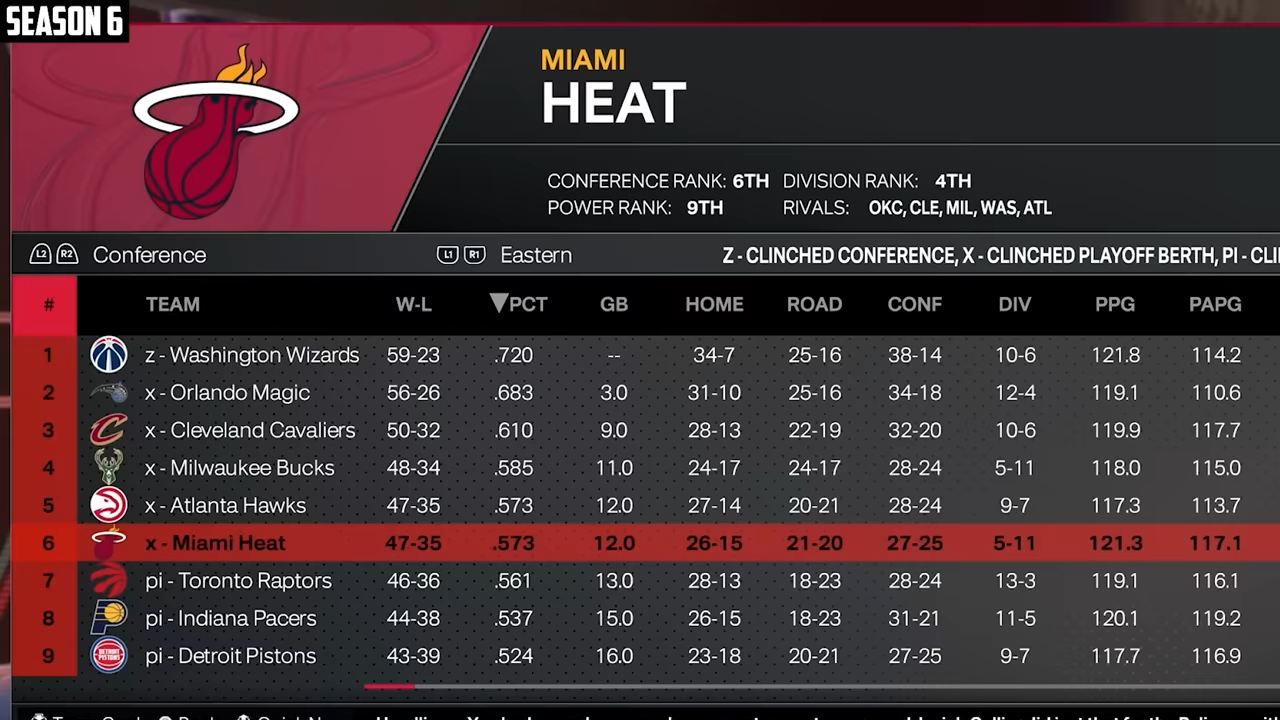 SEASON 6
MIAMI
HEAT
CONFERENCE RANK: 6TH DIVISION RANK: 4TH
POWER RANK: 9TH RIVALS: OKC, CLE, MIL, WAS, ATL
L2 R2 Conference L1 R1 Eastern Z - CLINCHED CONFERENCE, X - CLINCHED PLAYOFF BERTH, PI - CLI
# TEAM W-L ▼PCT GB HOME ROAD CONF DIV PPG PAPG
1 z - Washington Wizards 59-23 .720 -- 34-7 25-16 38-14 10-6 121.8 114.2
2 x - Orlando Magic 56-26 .683 3.0 31-10 25-16 34-18 12-4 119.1 110.6
3 x - Cleveland Cavaliers 50-32 .610 9.0 28-13 22-19 32-20 10-6 119.9 117.7
4 x - Milwaukee Bucks 48-34 .585 11.0 24-17 24-17 28-24 5-11 118.0 115.0
5 x - Atlanta Hawks 47-35 .573 12.0 27-14 20-21 28-24 9-7 117.3 113.7
6 x - Miami Heat 47-35 .573 12.0 26-15 21-20 27-25 5-11 121.3 117.1
7 pi - Toronto Raptors 46-36 .561 13.0 28-13 18-23 28-24 13-3 119.1 116.1
8 pi - Indiana Pacers 44-38 .537 15.0 26-15 18-23 31-21 11-5 120.1 119.2
9 pi - Detroit Pistons 43-39 .524 16.0 23-18 20-21 27-25 9-7 117.7 116.9